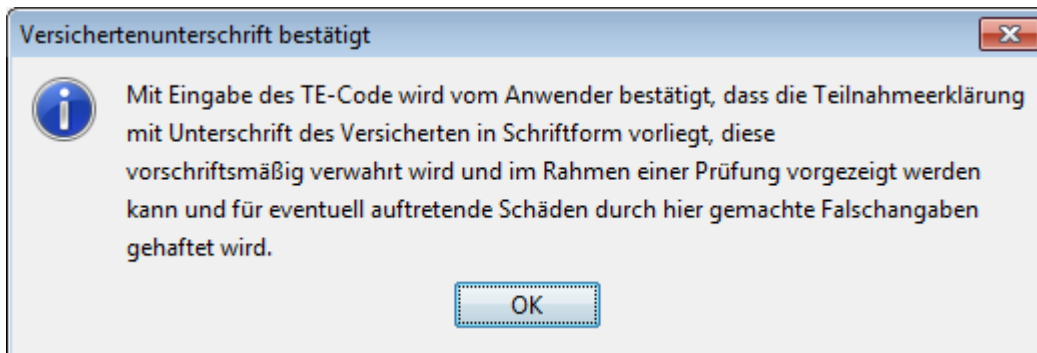 Versichertenunterschrift bestätigt
Mit Eingabe des TE-Code wird vom Anwender bestätigt, dass die Teilnahmeerklärung
mit Unterschrift des Versicherten in Schriftform vorliegt, diese
vorschriftsmäßig verwahrt wird und im Rahmen einer Prüfung vorgezeigt werden
kann und für eventuell auftretende Schäden durch hier gemachte Falschangaben
gehaftet wird.
OK